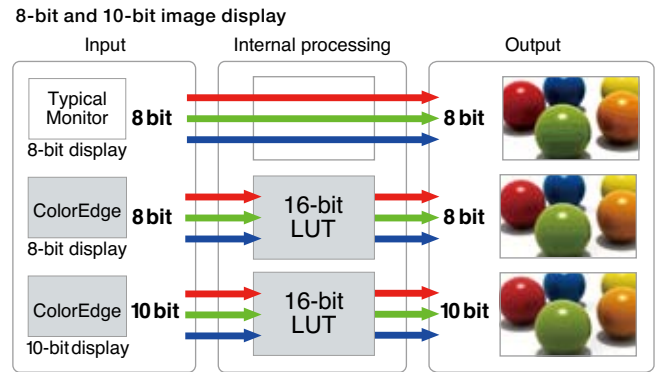 8-bit and 10-bit image display
Input
Internal processing
Output
Typical
Monitor
8 bit
8 bit
8-bit display
ColorEdge
8 bit
16-bit
LUT
8 bit
8-bit display
ColorEdge
10 bit
16-bit
LUT
10 bit
10-bit display